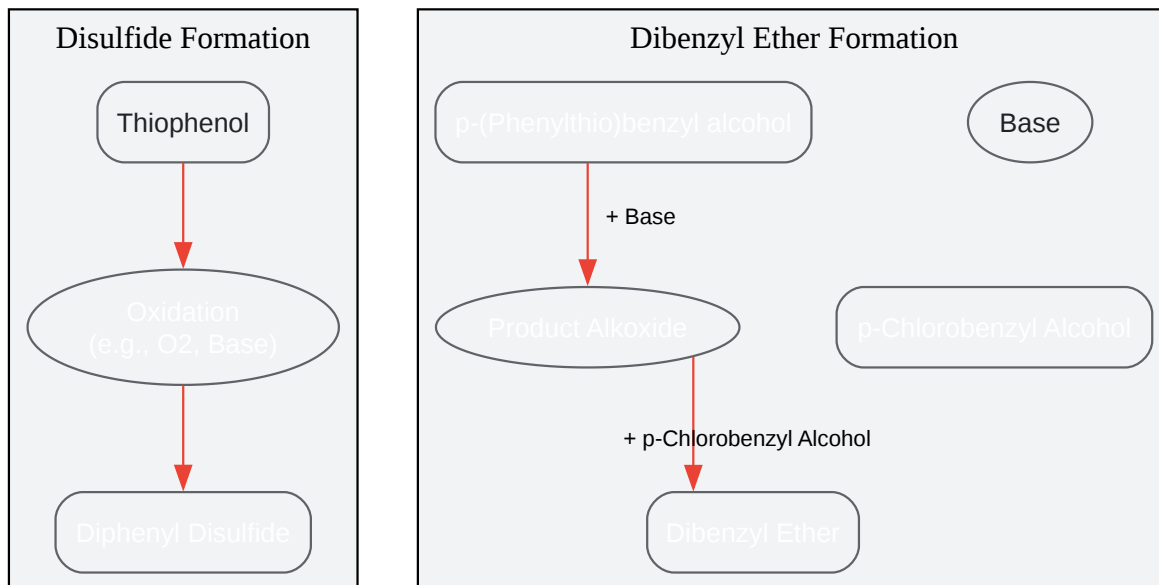 Disulfide Formation
Thiophenol
Oxidation
(e.g., O2, Base)
Diphenyl Disulfide
Dibenzyl Ether Formation
p-(Phenylthio)benzyl alcohol
Base
+ Base
Product Alkoxide
p-Chlorobenzyl Alcohol
+ p-Chlorobenzyl Alcohol
Dibenzyl Ether